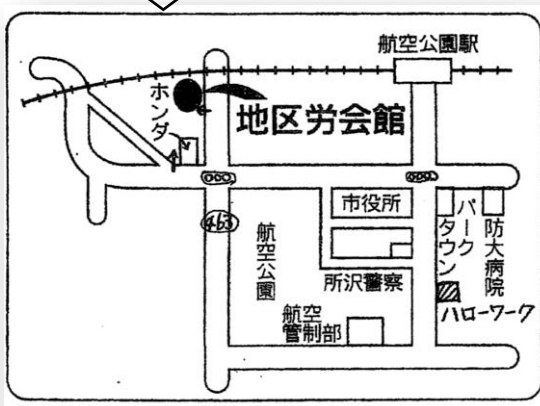 航空公園駅
ホンダ
地区労会館
463
市役所
航空公園
所沢警察
航空
管制部
パーク
タウン
防大病院
ハローワーク